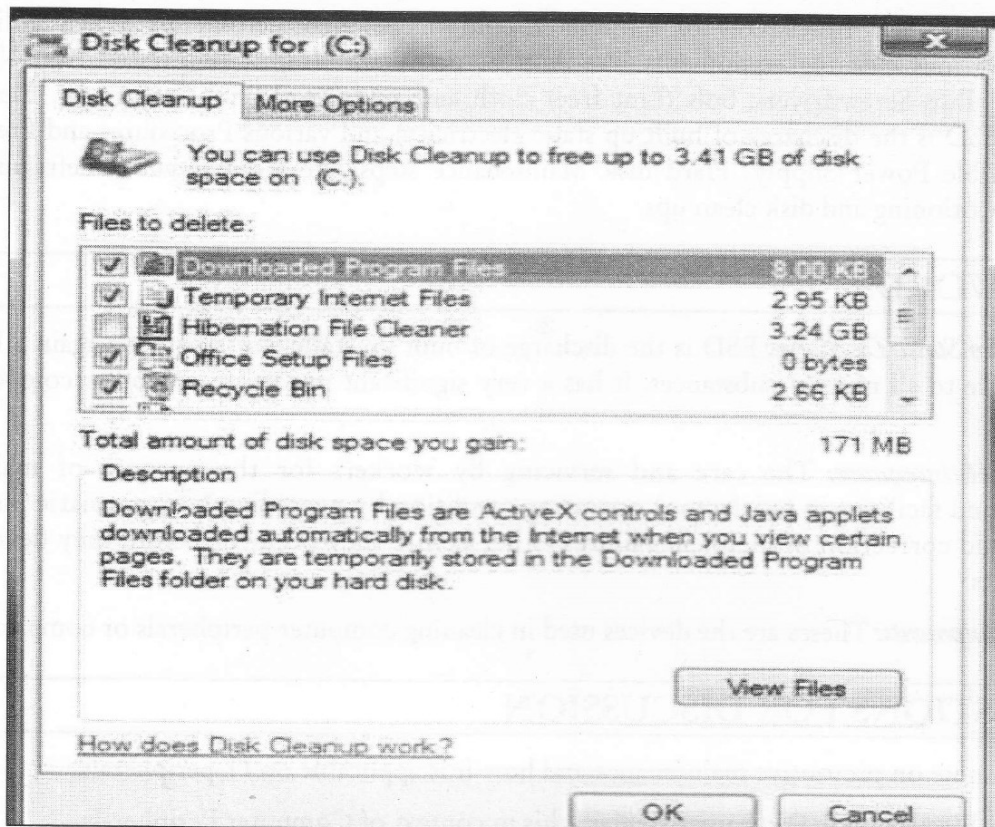 Disk Cleanup for (C:)
Disk Cleanup
More Options
You can use Disk Cleanup to free up to 3.41 GB of disk
space on (C:).
Files to delete:
Downloaded Program Files 8.00 KB
Temporary Internet Files 2.95 KB
Hibernation File Cleaner 3.24 GB
Office Setup Files 0 bytes
Recycle Bin 2.66 KB
Total amount of disk space you gain: 171 MB
Description
Downloaded Program Files are ActiveX controls and Java applets
downloaded automatically from the Internet when you view certain
pages. They are temporarily stored in the Downloaded Program
Files folder on your hard disk.
View Files
How does Disk Cleanup work?
OK Cancel